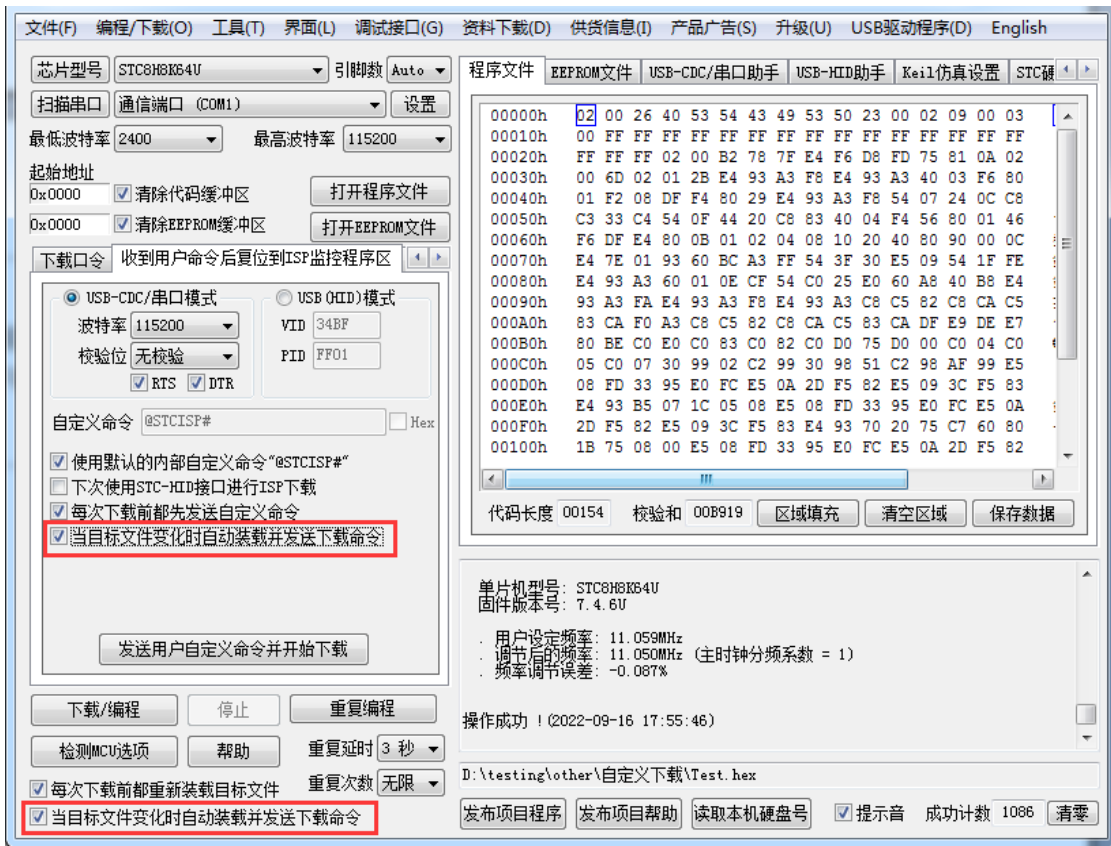 文件(F) 编程/下载(O) 工具(T) 界面(L) 调试接口(G) 资料下载(D) 供货信息(I) 产品广告(S) 升级(U) USB驱动程序(D) English
芯片型号 STC8H8K64U 引脚数 Auto
扫描串口 通信端口 (COM1) 设置
最低波特率 2400 最高波特率 115200
起始地址
0x0000 清除代码缓冲区 打开程序文件
0x0000 清除EEPROM缓冲区 打开EEPROM文件
下载口令 收到用户命令后复位到ISP监控程序区
USB-CDC/串口模式 USB(HID)模式
波特率 115200 VID 34BF
校验位 无校验 PID FF01
RTS DTR
自定义命令 @STCISP# Hex
使用默认的内部自定义命令"@STCISP#"
下次使用STC-HID接口进行ISP下载
每次下载前都先发送自定义命令
当目标文件变化时自动装载并发送下载命令
发送用户自定义命令并开始下载
下载/编程 停止 重复编程
检测MCU选项 帮助 重复延时 3 秒
每次下载前都重新装载目标文件 重复次数 无限
当目标文件变化时自动装载并发送下载命令
程序文件 EEPROM文件 USB-CDC/串口助手 USB-HID助手 Keil仿真设置 STC硬
00000h 02 00 26 40 53 54 43 49 53 50 23 00 02 09 00 03
00010h 00 FF FF FF FF FF FF FF FF FF FF FF FF FF FF FF
00020h FF FF FF 02 00 B2 78 7F E4 F6 D8 FD 75 81 0A 02
00030h 00 6D 02 01 2B E4 93 A3 F8 E4 93 A3 40 03 F6 80
00040h 01 F2 08 DF F4 80 29 E4 93 A3 F8 54 07 24 0C C8
00050h C3 33 C4 54 0F 44 20 C8 83 40 04 F4 56 80 01 46
00060h F6 DF E4 80 0B 01 02 04 08 10 20 40 80 90 00 0C
00070h E4 7E 01 93 60 BC A3 FF 54 3F 30 E5 09 54 1F FE
00080h E4 93 A3 60 01 0E CF 54 C0 25 E0 60 A8 40 B8 E4
00090h 93 A3 FA E4 93 A3 F8 E4 93 A3 C8 C5 82 C8 CA C5
000A0h 83 CA F0 A3 C8 C5 82 C8 CA C5 83 CA DF E9 DE E7
000B0h 80 BE C0 E0 C0 83 C0 82 C0 D0 75 D0 00 C0 04 C0
000C0h 05 C0 07 30 99 02 C2 99 30 98 51 C2 98 AF 99 E5
000D0h 08 FD 33 95 E0 FC E5 0A 2D F5 82 E5 09 3C F5 83
000E0h E4 93 B5 07 1C 05 08 E5 08 FD 33 95 E0 FC E5 0A
000F0h 2D F5 82 E5 09 3C F5 83 E4 93 70 20 75 C7 60 80
00100h 1B 75 08 00 E5 08 FD 33 95 E0 FC E5 0A 2D F5 82
代码长度 00154 校验和 00B919 区域填充 清空区域 保存数据
单片机型号: STC8H8K64U
固件版本号: 7.4.6U
. 用户设定频率: 11.059MHz
. 调节后的频率: 11.050MHz (主时钟分频系数 = 1)
. 频率调节误差: -0.087%
操作成功 !(2022-09-16 17:55:46)
D:\testing\other\自定义下载\Test.hex
发布项目程序 发布项目帮助 读取本机硬盘号 提示音 成功计数 1086 清零